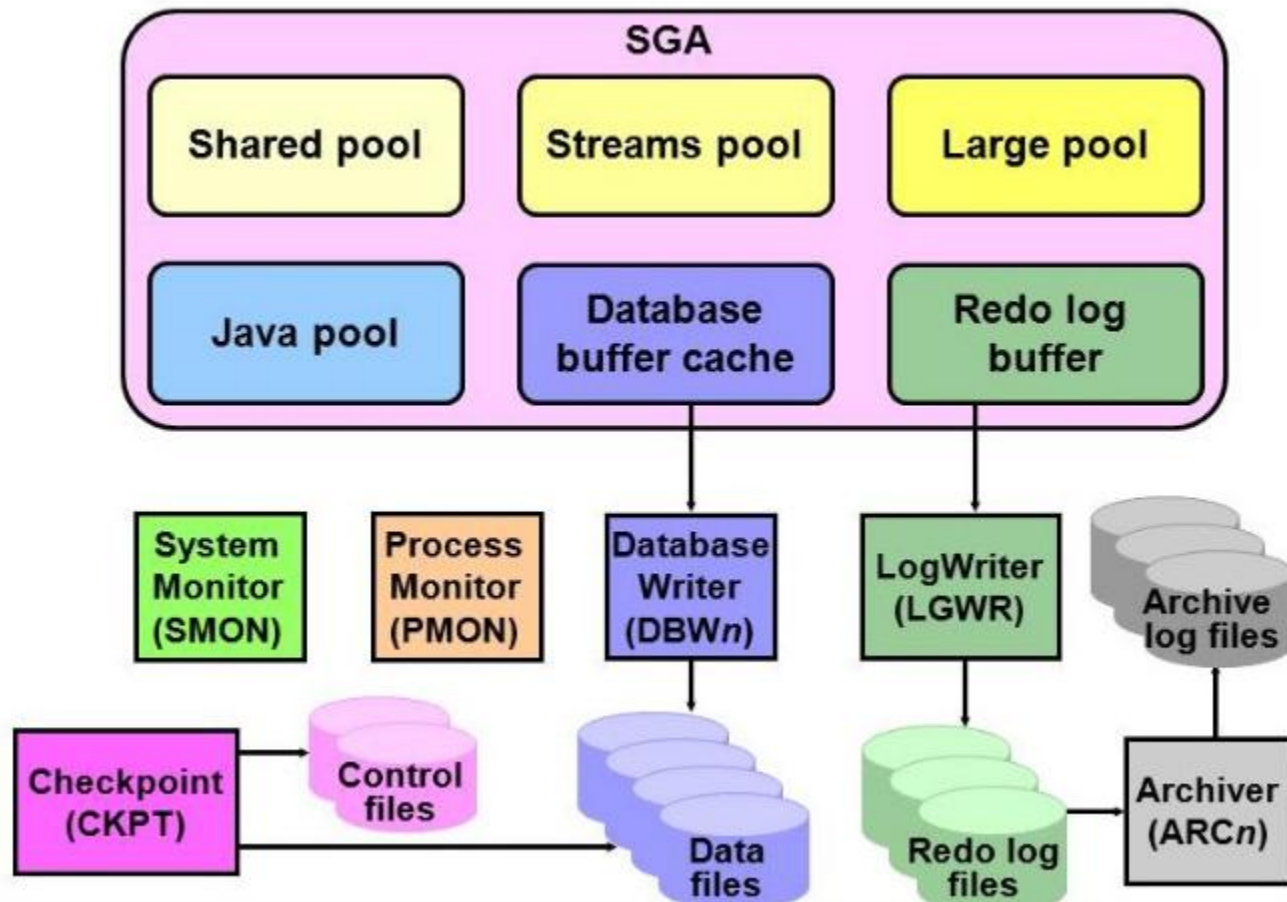 SGA
Shared pool
Streams pool
Large pool
Java pool
Database
buffer cache
Redo log
buffer
System
Monitor
(SMON)
Process
Monitor
(PMON)
Database
Writer
(DBWn)
LogWriter
(LGWR)
Archive
log files
Checkpoint
(CKPT)
Control
files
Data
files
Redo log
files
Archiver
(ARCn)